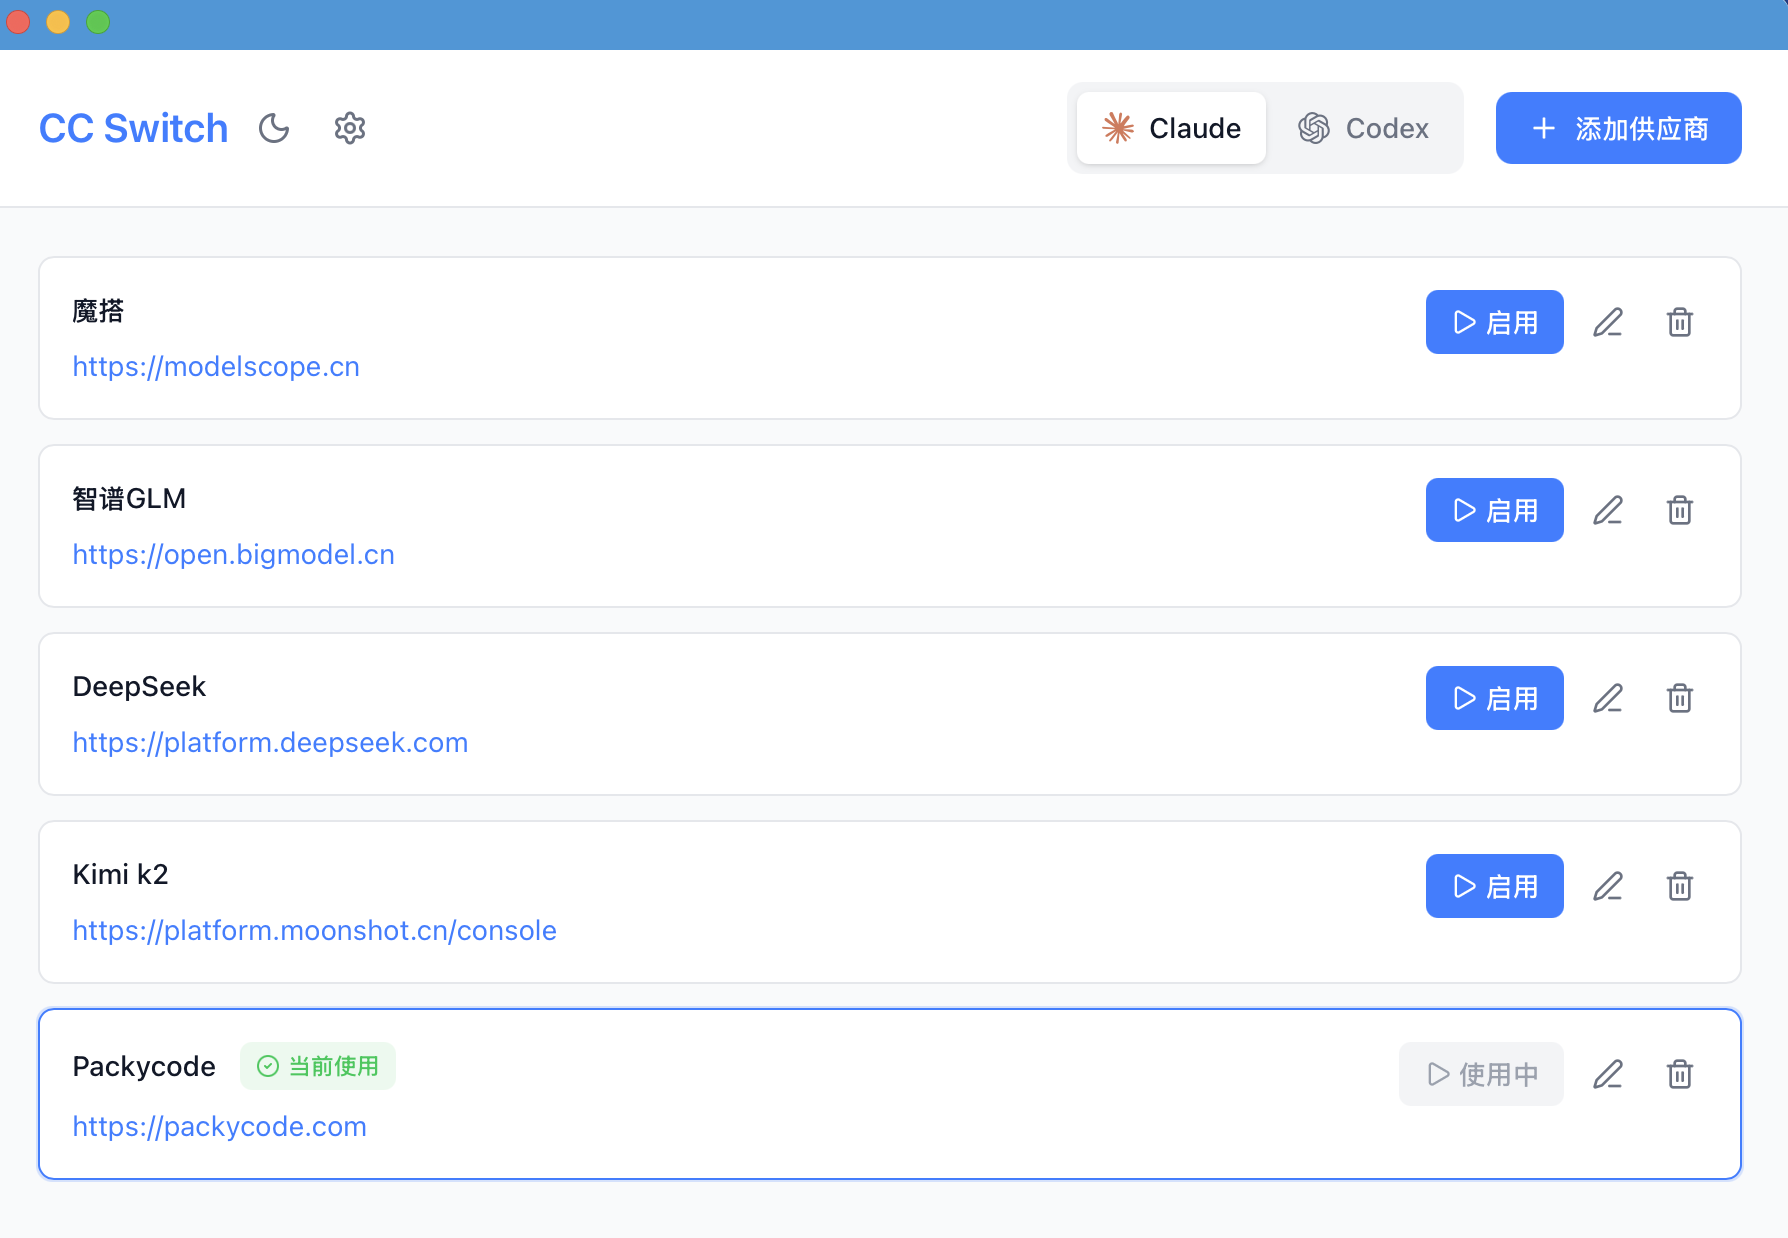 CC Switch
Claude
Codex
添加供应商
魔搭
启用
https://modelscope.cn
智谱GLM
启用
https://open.bigmodel.cn
DeepSeek
启用
https://platform.deepseek.com
Kimi k2
启用
https://platform.moonshot.cn/console
Packycode
当前使用
使用中
https://packycode.com